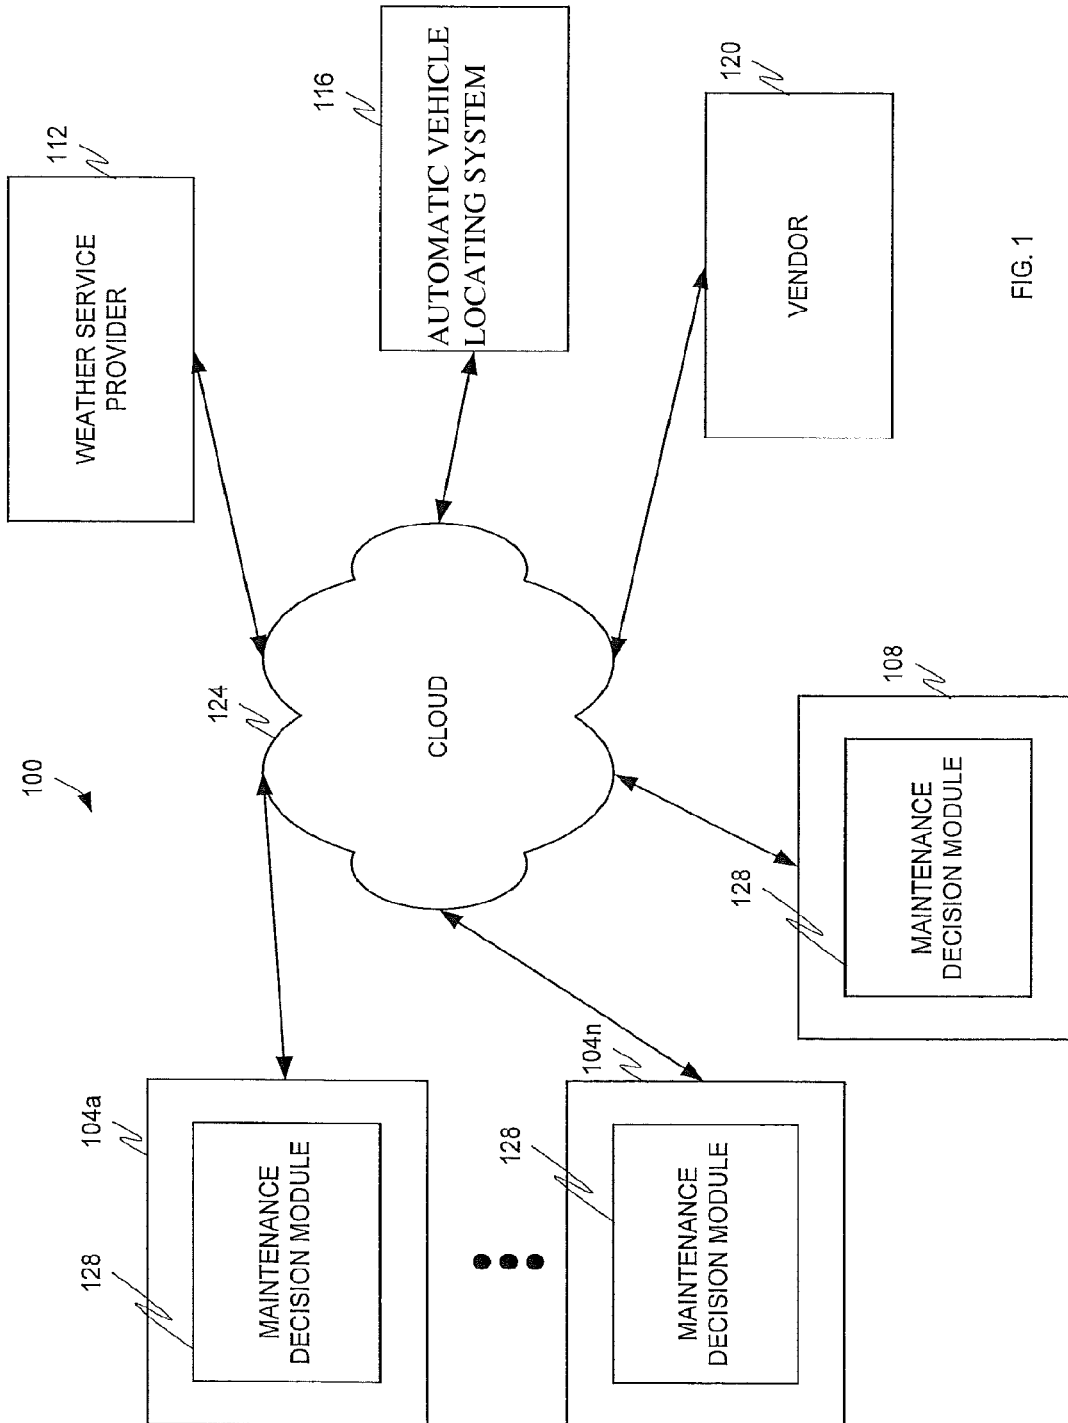 100
104a
128
MAINTENANCE
DECISION MODULE
104n
128
MAINTENANCE
DECISION MODULE
124
CLOUD
128
108
MAINTENANCE
DECISION MODULE
112
WEATHER SERVICE
PROVIDER
116
AUTOMATIC VEHICLE
LOCATING SYSTEM
120
VENDOR
FIG. 1